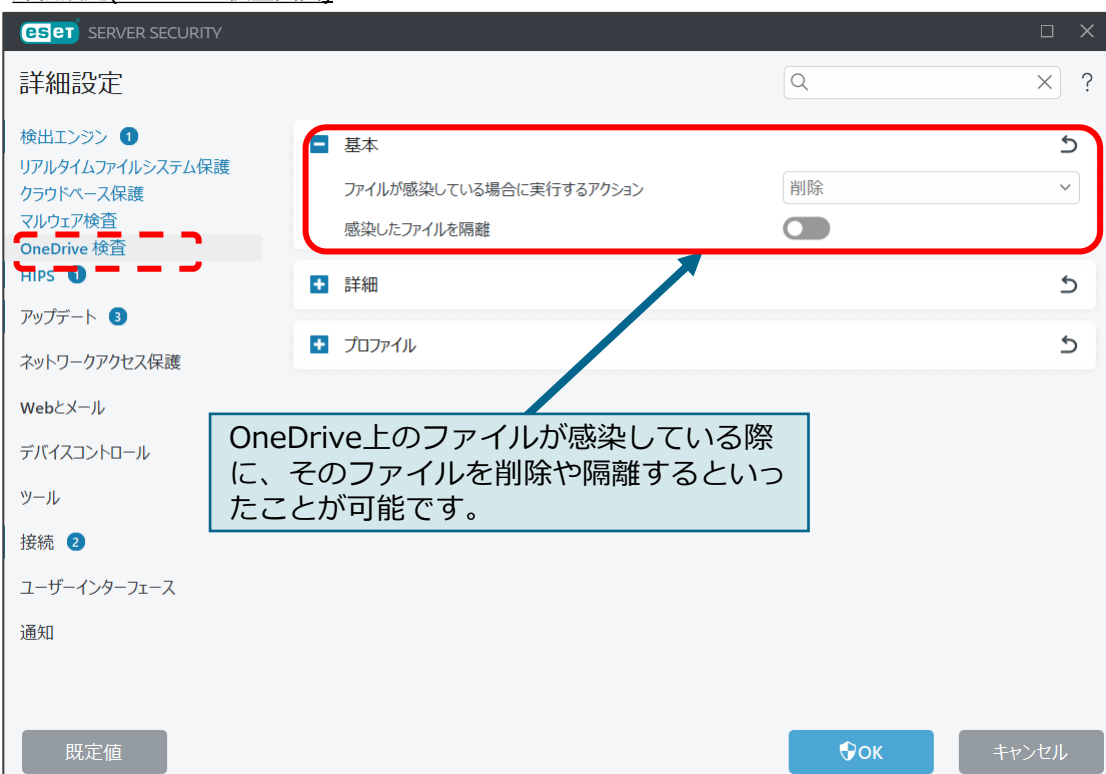 eset SERVER SECURITY
詳細設定
?
検出エンジン 1
リアルタイムファイルシステム保護
クラウドベース保護
マルウェア検査
OneDrive 検査
HIPS 1
アップデート 3
ネットワークアクセス保護
Webとメール
デバイスコントロール
ツール
接続 2
ユーザーインターフェース
通知
基本
ファイルが感染している場合に実行するアクション 削除
感染したファイルを隔離
詳細
プロファイル
OneDrive上のファイルが感染している際
に、そのファイルを削除や隔離するといっ
たことが可能です。
既定値
OK
キャンセル